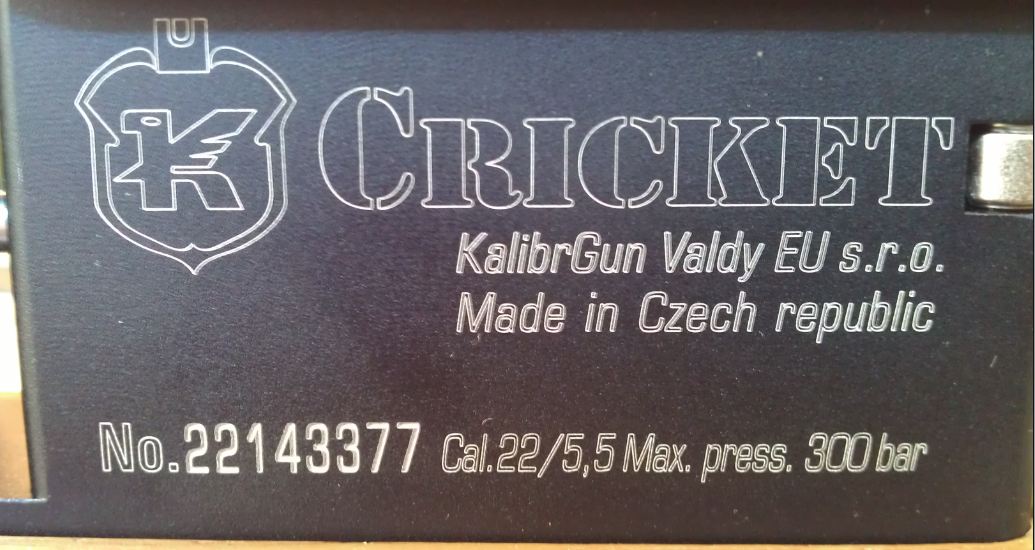 K
CRICKET
KalibrGun Valdy EU s.r.o.
Made in Czech republic
No.22143377 Cal.22/5,5 Max. press. 300 bar